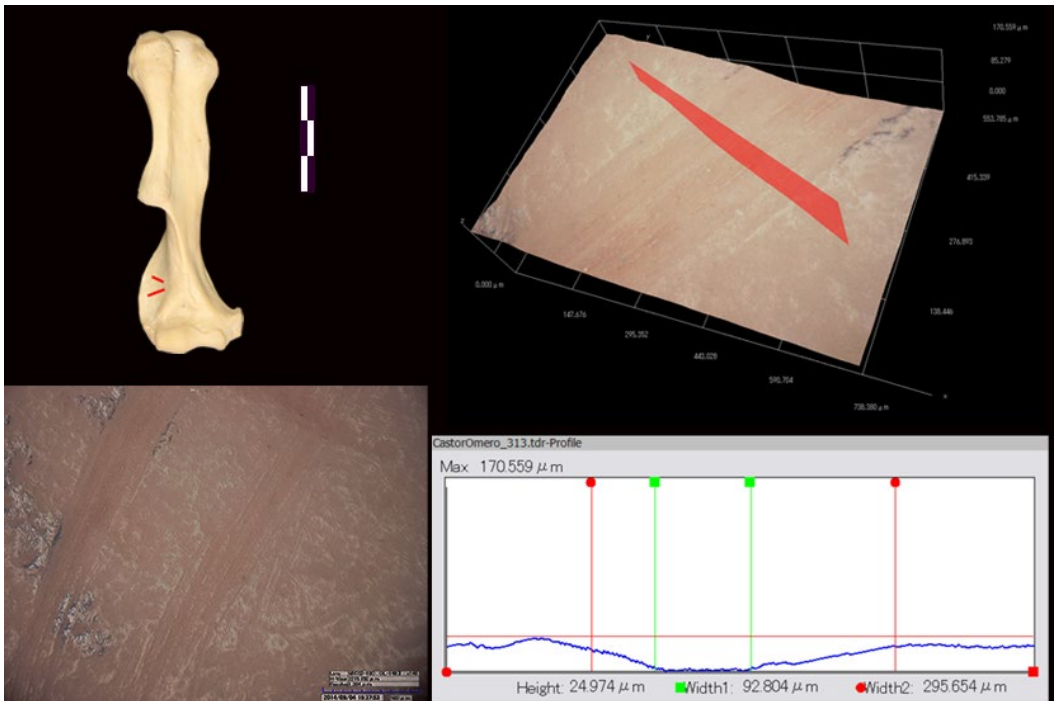 170.559 μm
85.279
0.000
553.785 μm
415.339
276.893
138.446
y
z
x
0.000 μm
147.676
295.352
443.028
590.704
738.380 μm
CastorOmero_313.tdr-Profile
Max 170.559 μm
Height: 24.974 μm Width1: 92.804 μm Width2: 295.654 μm